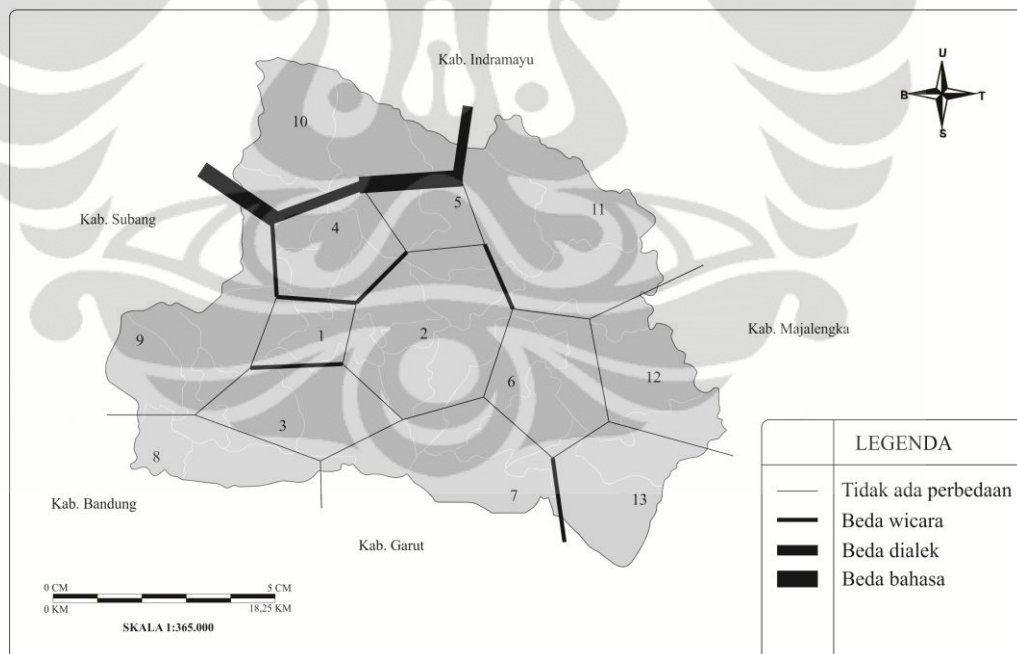 Kab. Indramayu
U
B
T
S
10
11
5
4
Kab. Subang
Kab. Majalengka
1
2
9
12
6
3
8
7
13
Kab. Bandung
Kab. Garut
LEGENDA
Tidak ada perbedaan
Beda wicara
Beda dialek
Beda bahasa
0 CM
5 CM
0 KM
18,25 KM
SKALA 1:365.000